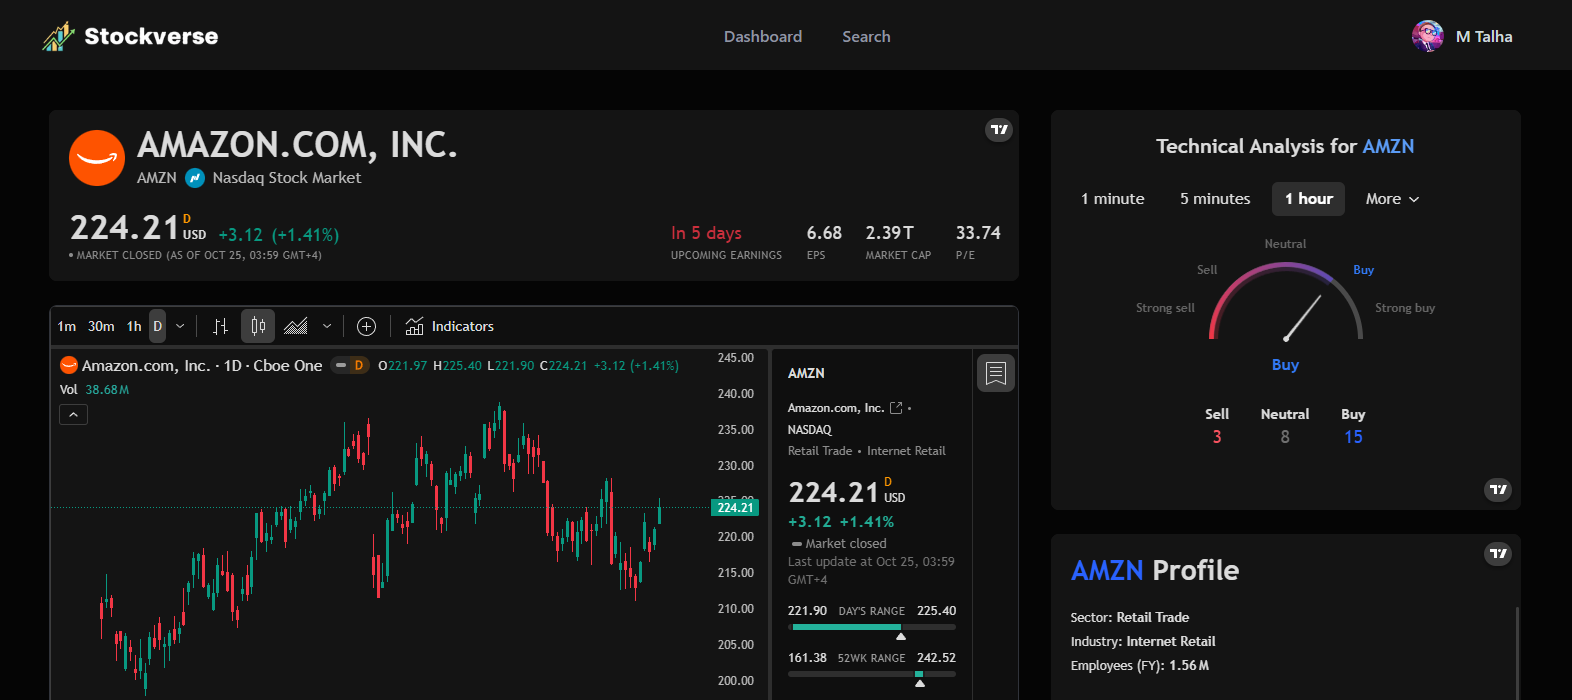 Stockverse
Dashboard
Search
M Talha
AMAZON.COM, INC.
AMZN Nasdaq Stock Market
224.21 D USD +3.12 (+1.41%)
• MARKET CLOSED (AS OF OCT 25, 03:59 GMT+4)
In 5 days
UPCOMING EARNINGS
6.68
EPS
2.39T
MARKET CAP
33.74
P/E
1m 30m 1h D
Indicators
Amazon.com, Inc. · 1D · Cboe One D O221.97 H225.40 L221.90 C224.21 +3.12 (+1.41%)
Vol 38.68M
245.00
240.00
235.00
230.00
225.00
224.21
220.00
215.00
210.00
205.00
200.00
AMZN
Amazon.com, Inc. •
NASDAQ
Retail Trade • Internet Retail
224.21 D USD
+3.12 +1.41%
Market closed
Last update at Oct 25, 03:59
GMT+4
221.90 DAY'S RANGE 225.40
161.38 52WK RANGE 242.52
Technical Analysis for AMZN
1 minute 5 minutes 1 hour More
Neutral
Sell Buy
Strong sell Strong buy
Buy
Sell Neutral Buy
3 8 15
AMZN Profile
Sector: Retail Trade
Industry: Internet Retail
Employees (FY): 1.56M